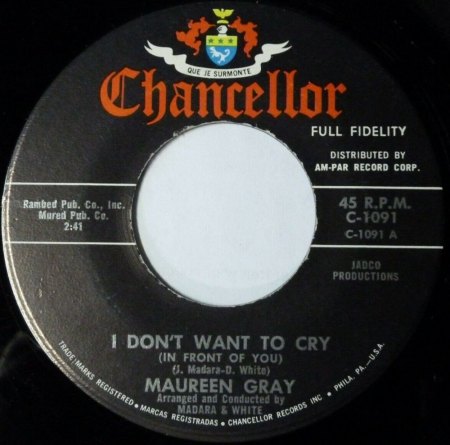 QUE JE SURMONTE
Chancellor
FULL FIDELITY
DISTRIBUTED BY
AM-PAR RECORD CORP.
Rambed Pub. Co., Inc.
Mured Pub. Co.
2:41
45 R.P.M.
C-1091
C-1091 A
JADCO
PRODUCTIONS
I DON'T WANT TO CRY
(IN FRONT OF YOU)
(J. Madara-D. White)
MAUREEN GRAY
Arranged and Conducted by
MADARA & WHITE
TRADE MARKS REGISTERED • MARCAS REGISTRADAS • CHANCELLOR RECORDS INC. • PHILA. PA.-U.S.A.